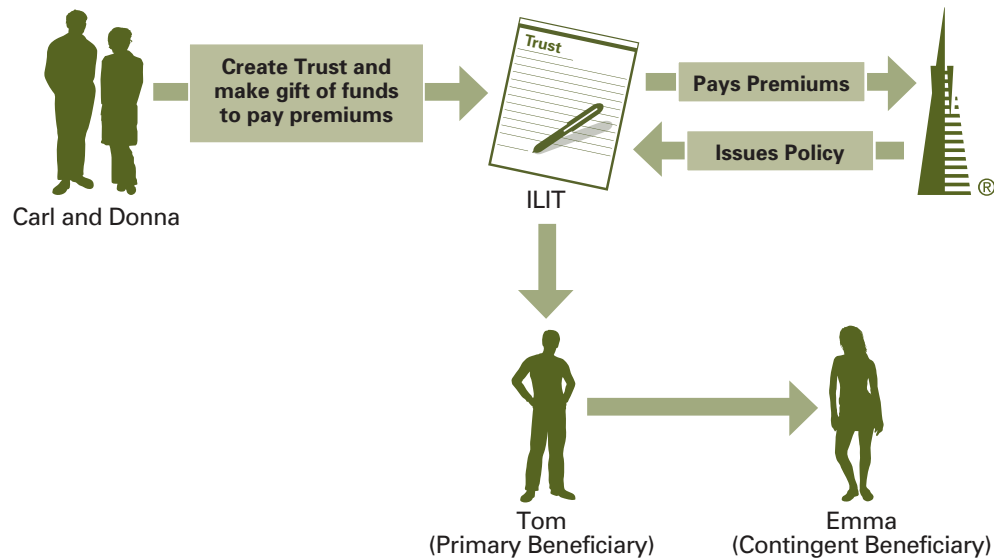 Create Trust and
make gift of funds
to pay premiums
Trust
Pays Premiums
Issues Policy
®
Carl and Donna
ILIT
Tom
(Primary Beneficiary)
Emma
(Contingent Beneficiary)